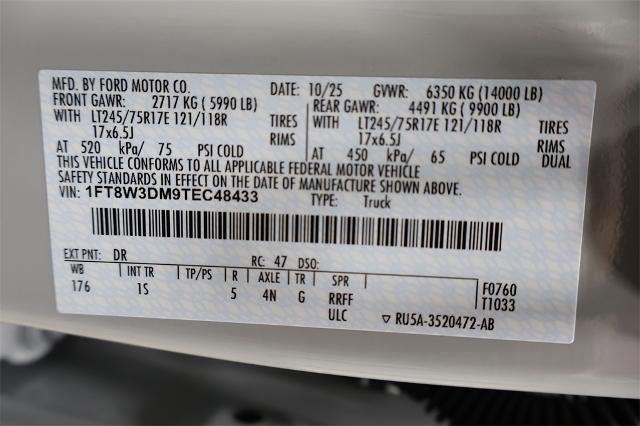 MFD. BY FORD MOTOR CO. DATE: 10/25 GVWR: 6350 KG (14000 LB)
FRONT GAWR: 2717 KG ( 5990 LB) REAR GAWR: 4491 KG ( 9900 LB)
WITH LT245/75R17E 121/118R TIRES WITH LT245/75R17E 121/118R TIRES
17x6.5J RIMS 17x6.5J RIMS
AT 520 kPa/ 75 PSI COLD AT 450 kPa/ 65 PSI COLD DUAL
THIS VEHICLE CONFORMS TO ALL APPLICABLE FEDERAL MOTOR VEHICLE
SAFETY STANDARDS IN EFFECT ON THE DATE OF MANUFACTURE SHOWN ABOVE.
VIN: 1FT8W3DM9TEC48433 TYPE: Truck
EXT PNT: DR RC: 47 DSO:
WB INT TR TP/PS R AXLE TR SPR F0760
176 1S 5 4N G RRFF T1033
ULC ▽ RU5A-3520472-AB